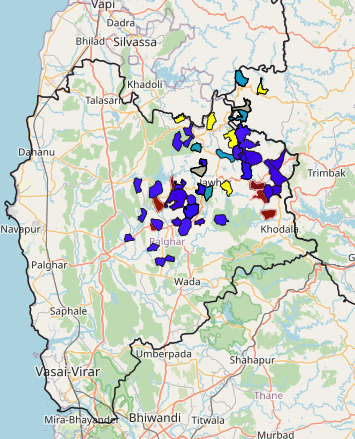 Vapi
Dadra
Bhilad
Silvassa
Khadoli
Talasari
Dahanu
Trimbak
Jawh
Navapur
Khodala
Palghar
Palghar
Wada
Saphale
Umberpada
Shahapur
Vasai-Virar
Thane
Mira-Bhayander
Bhiwandi
Titwala
Murbad